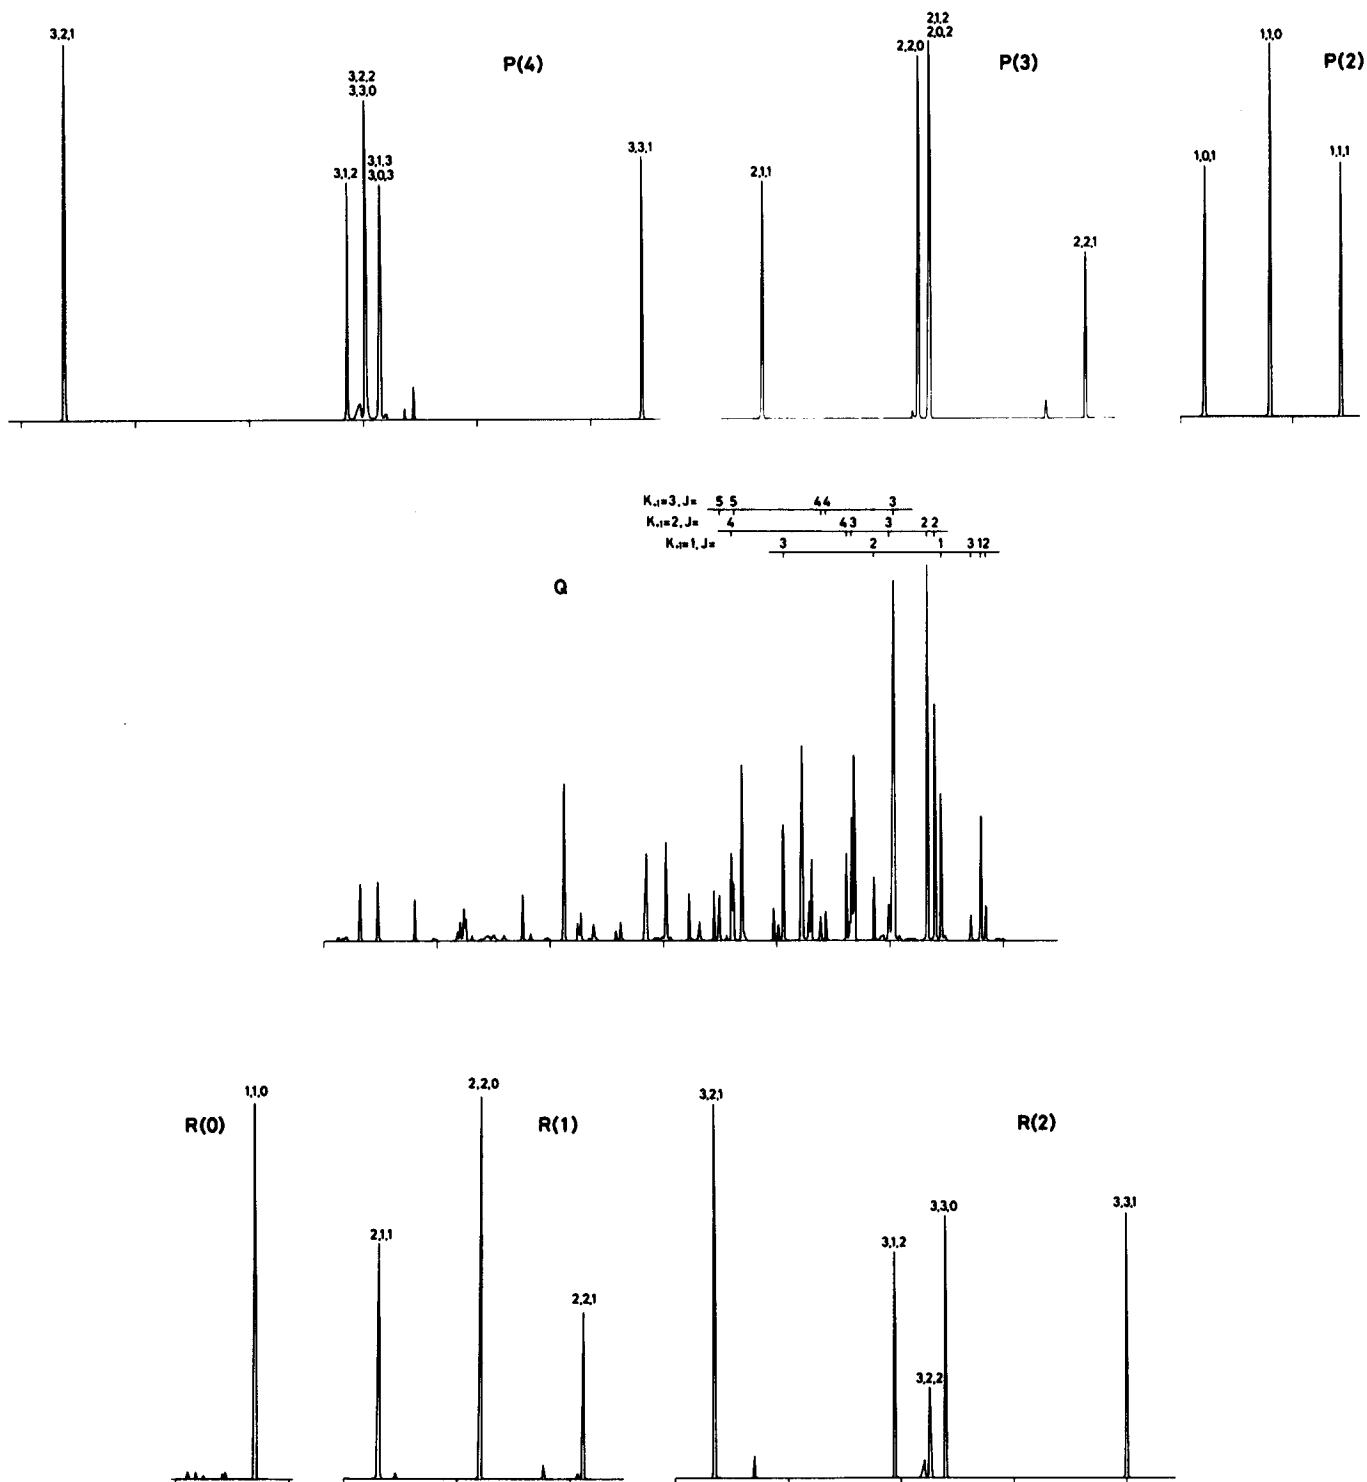 3,2,1
P(4)
3,2,2
3,3,0
3,1,2
3,1,3
3,0,3
3,3,1
2,1,2
2,0,2
2,2,0
P(3)
2,1,1
2,2,1
P(2)
1,1,0
1,0,1
1,1,1
K-1=3, J= 5 5 4 4 3
K-1=2, J= 4 4 3 3 2 2
K-1=1, J= 3 2 1 3 1 2
Q
R(0)
1,1,0
2,1,1
2,2,0
R(1)
2,2,1
3,2,1
R(2)
3,1,2
3,2,2
3,3,0
3,3,1